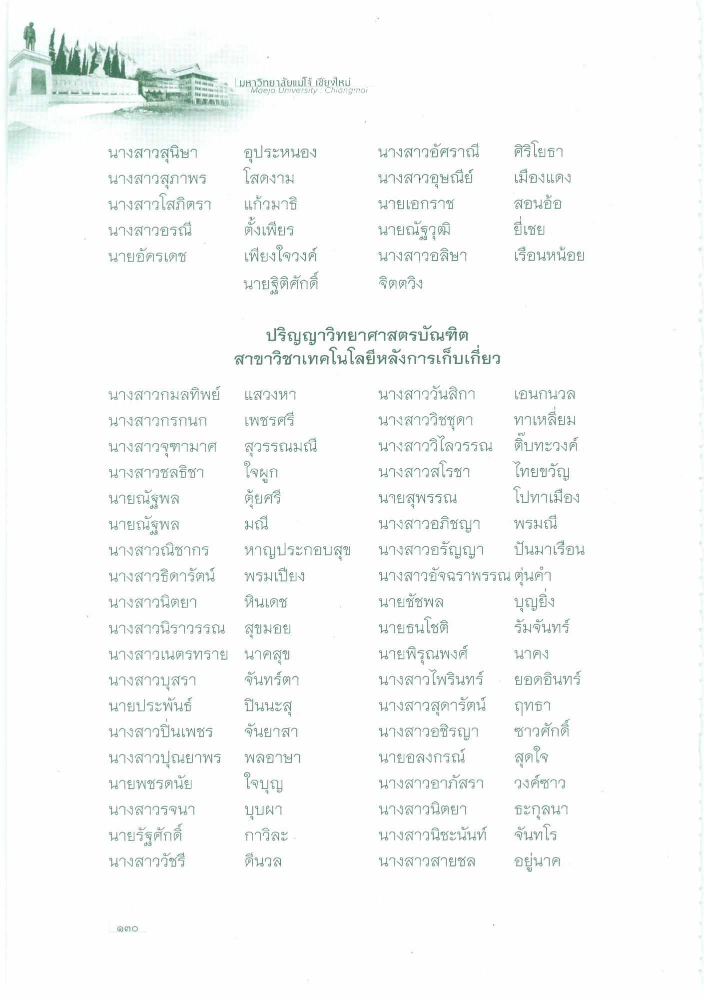 มหาวิทยาลัยแม่โจ้ เชียงใหม่
Maejo University : Chiangmai
นางสาวสุนิษา อุประหนอง นางสาวอัศราณี ศิริโยธา
นางสาวสุภาพร โสดงาม นางสาวอุษณีย์ เมืองแดง
นางสาวโสภิตรา แก้วมาธิ นายเอกราช สอนอ้อ
นางสาวอรณี ตั้งเพียร นายณัฐวุฒิ ยี่เชย
นายอัครเดช เพียงใจวงค์ นางสาวอลิษา เรือนหน้อย
นายฐิติศักดิ์ จิตตวิง
ปริญญาวิทยาศาสตรบัณฑิต
สาขาวิชาเทคโนโลยีหลังการเก็บเกี่ยว
นางสาวกมลทิพย์ แสวงหา นางสาววันสิกา เอนกนวล
นางสาวกรกนก เพชรศรี นางสาววิชชุดา ทาเหลี่ยม
นางสาวจุฑามาศ สุวรรณมณี นางสาววิไลวรรณ ติ๊บทะวงค์
นางสาวชลธิชา ใจผูก นางสาวสโรชา ไทยขวัญ
นายณัฐพล ตุ้ยศรี นายสุพรรณ โปทาเมือง
นายณัฐพล มณี นางสาวอภิชญา พรมณี
นางสาวณิชากร หาญประกอบสุข นางสาวอรัญญา ปันมาเรือน
นางสาวธิดารัตน์ พรมเปียง นางสาวอัจฉราพรรณ ตุ่นคำ
นางสาวนิตยา หินเดช นายชัชพล บุญยิ่ง
นางสาวนิราวรรณ สุขมอย นายธนโชติ รัมจันทร์
นางสาวเนตรทราย นาคสุข นายพิรุณพงศ์ นาคง
นางสาวบุสรา จันทร์ตา นางสาวไพรินทร์ ยอดอินทร์
นายประพันธ์ ปินนะสุ นางสาวสุดารัตน์ ฤทธา
นางสาวปิ่นเพชร จันยาสา นางสาวอชิรญา ซาวศักดิ์
นางสาวปุณยาพร พลอาษา นายอลงกรณ์ สุดใจ
นายพชรดนัย ใจบุญ นางสาวอาภัสรา วงค์ซาว
นางสาวรจนา บุบผา นางสาวนิตยา ธะกุลนา
นายรัฐศักดิ์ กาวิละ นางสาวนิชะนันท์ จันทโร
นางสาววัชรี ดีนวล นางสาวสายชล อยู่นาค
๑๓๐